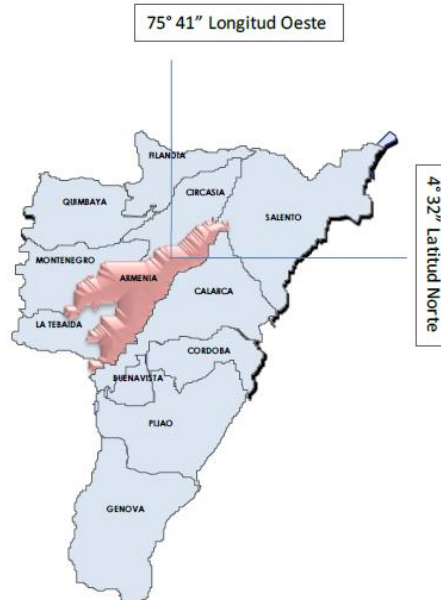 75° 41” Longitud Oeste
FILANDIA
CIRCASIA
QUIMBAYA
SALENTO
4° 32” Latitud Norte
MONTENEGRO
ARMENIA
CALARCA
LA TEBAIDA
CORDOBA
BUENAVISTA
PIJAO
GENOVA